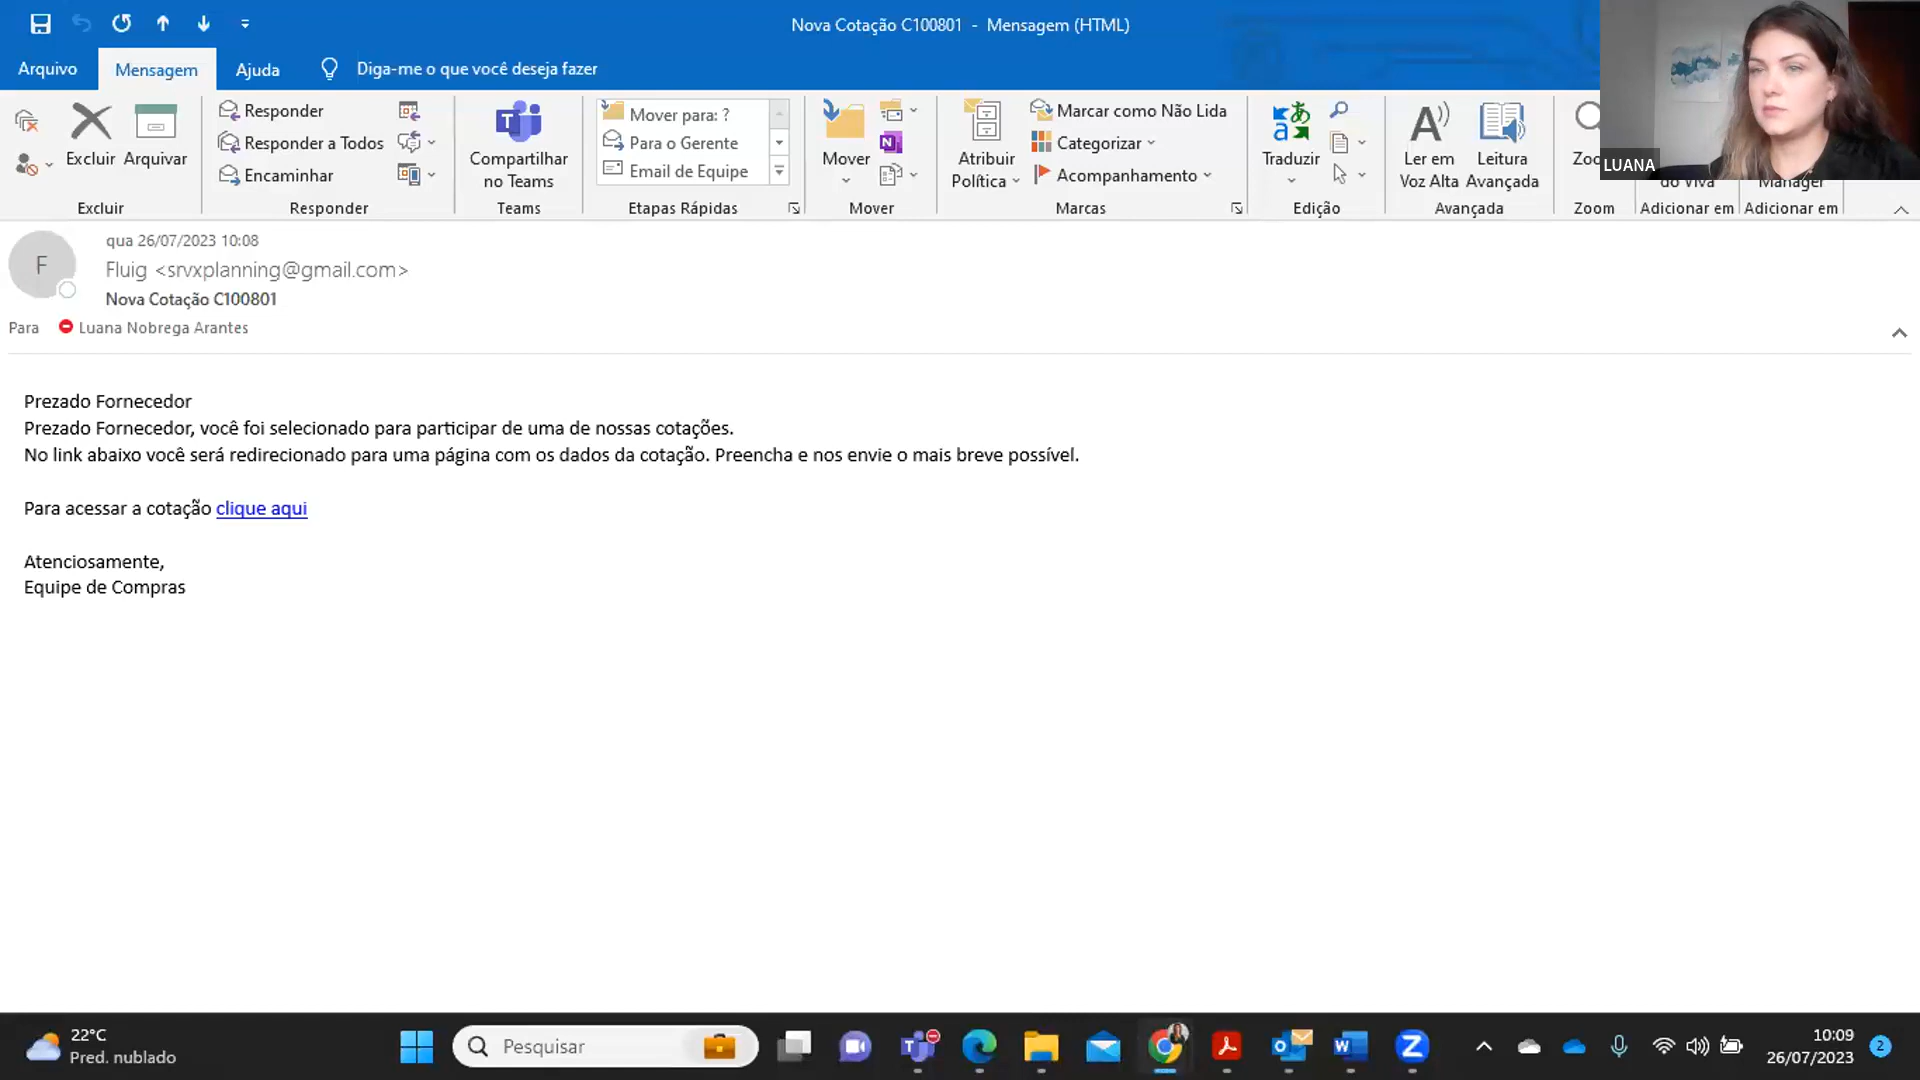 Nova Cotação C100801 - Mensagem (HTML)
Arquivo
Mensagem
Ajuda
Diga-me o que você deseja fazer
Excluir
Arquivar
Excluir
Responder
Responder a Todos
Encaminhar
Responder
Compartilhar
no Teams
Teams
Mover para: ?
Para o Gerente
Email de Equipe
Etapas Rápidas
Mover
Mover
Atribuir
Política
Marcar como Não Lida
Categorizar
Acompanhamento
Marcas
Traduzir
Edição
Ler em
Voz Alta
Leitura
Avançada
Avançada
Zoom
do Viva
Adicionar em
Manager
Adicionar em
LUANA
F
qua 26/07/2023 10:08
Fluig <srvxplanning@gmail.com>
Nova Cotação C100801
Para Luana Nobrega Arantes
Prezado Fornecedor
Prezado Fornecedor, você foi selecionado para participar de uma de nossas cotações.
No link abaixo você será redirecionado para uma página com os dados da cotação. Preencha e nos envie o mais breve possível.
Para acessar a cotação clique aqui
Atenciosamente,
Equipe de Compras
22°C
Pred. nublado
Pesquisar
10:09
26/07/2023
2